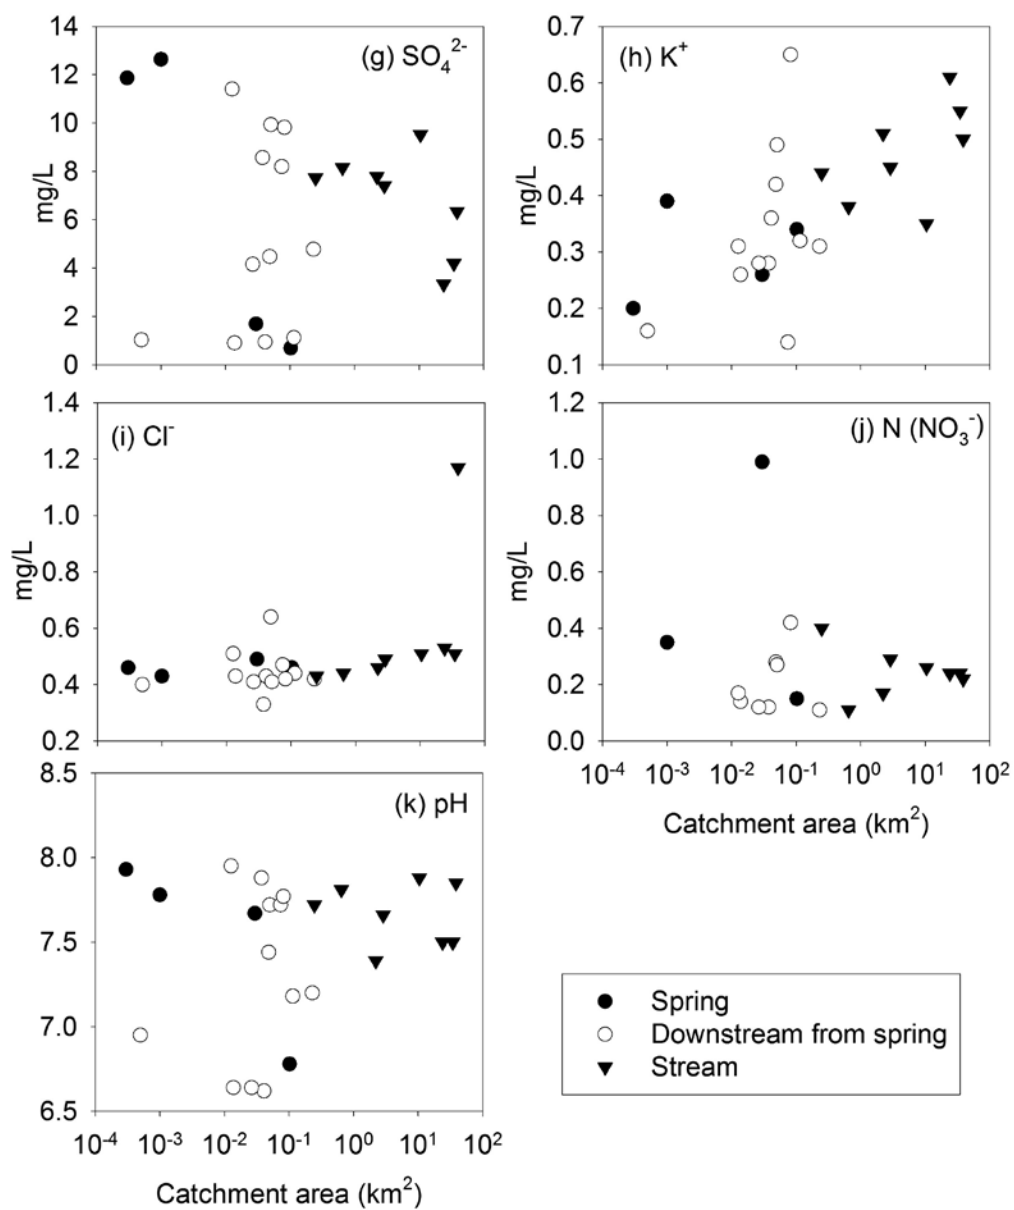 (g) SO₄²⁻
mg/L
14
12
10
8
6
4
2
0
(h) K⁺
mg/L
0.7
0.6
0.5
0.4
0.3
0.2
0.1
(i) Cl⁻
mg/L
1.4
1.2
1.0
0.8
0.6
0.4
0.2
(j) N (NO₃⁻)
mg/L
1.2
1.0
0.8
0.6
0.4
0.2
0.0
10⁻⁴ 10⁻³ 10⁻² 10⁻¹ 10⁰ 10¹ 10²
Catchment area (km²)
(k) pH
8.5
8.0
7.5
7.0
6.5
10⁻⁴ 10⁻³ 10⁻² 10⁻¹ 10⁰ 10¹ 10²
Catchment area (km²)
Spring
Downstream from spring
Stream